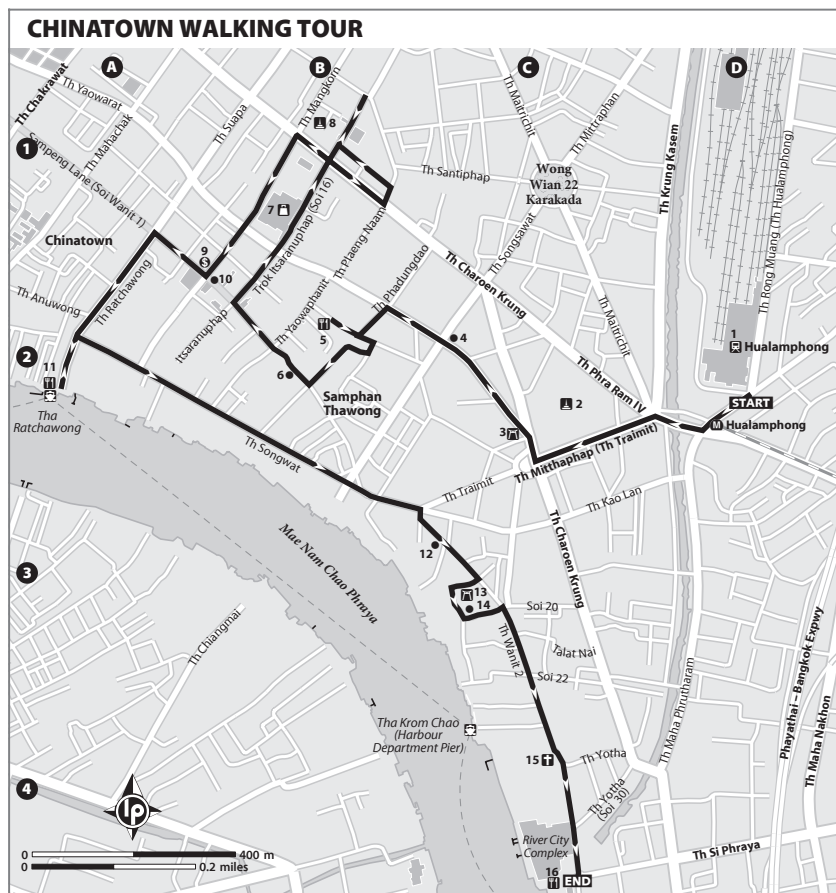 CHINATOWN WALKING TOUR
A
B
C
D
1
2
3
4
Th Chakrawat
Th Yaowarat
Th Mahachak
Sampeng Lane (Soi Wanit 1)
Th Suapa
Th Mangkorn
8
Th Maitrichit
Th Mittraphan
Th Krung Kasem
Th Rong Muang (Th Hualamphong)
Th Santiphap
Wong
Wian 22
Karakada
7
Trok Itsaranuphap (Soi 16)
Th Plaeng Naam
Th Songsawat
Chinatown
9
$
10
Th Ratchawong
Th Anuwong
Itsaranuphap
Th Yaowaphanit
Th Phadungdao
Th Charoen Krung
Th Maitrichit
1
Hualamphong
4
5
6
11
Tha
Ratchawong
Samphan
Thawong
Th Phra Ram IV
2
START
M
Hualamphong
3
Th Mitthaphap (Th Traimit)
Th Songwat
Th Traimit
Th Kao Lan
12
Mae Nam Chao Phraya
Th Charoen Krung
13
14
Soi 20
Th Wanit 2
Talat Nai
Soi 22
Th Chiangmai
Th Maha Phrutharam
Phayathai – Bangkok Expwy
Th Maha Nakhon
Tha Krom Chao
(Harbour
Department Pier)
15
Th Yotha
Th Yotha
(Soi 30)
lp
0
400 m
0
0.2 miles
River City
Complex
Th Si Phraya
16
END